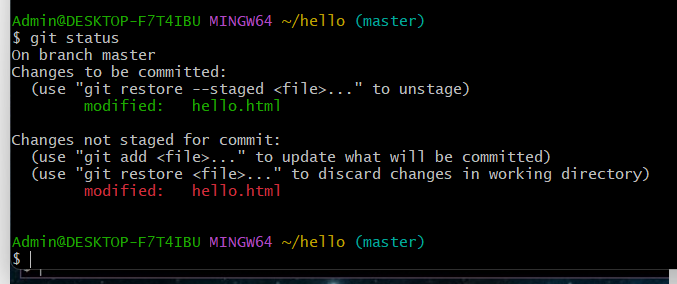 Admin@DESKTOP-F7T4IBU MINGW64 ~/hello (master)
$ git status
On branch master
Changes to be committed:
  (use "git restore --staged <file>..." to unstage)
        modified:   hello.html

Changes not staged for commit:
  (use "git add <file>..." to update what will be committed)
  (use "git restore <file>..." to discard changes in working directory)
        modified:   hello.html

Admin@DESKTOP-F7T4IBU MINGW64 ~/hello (master)
$